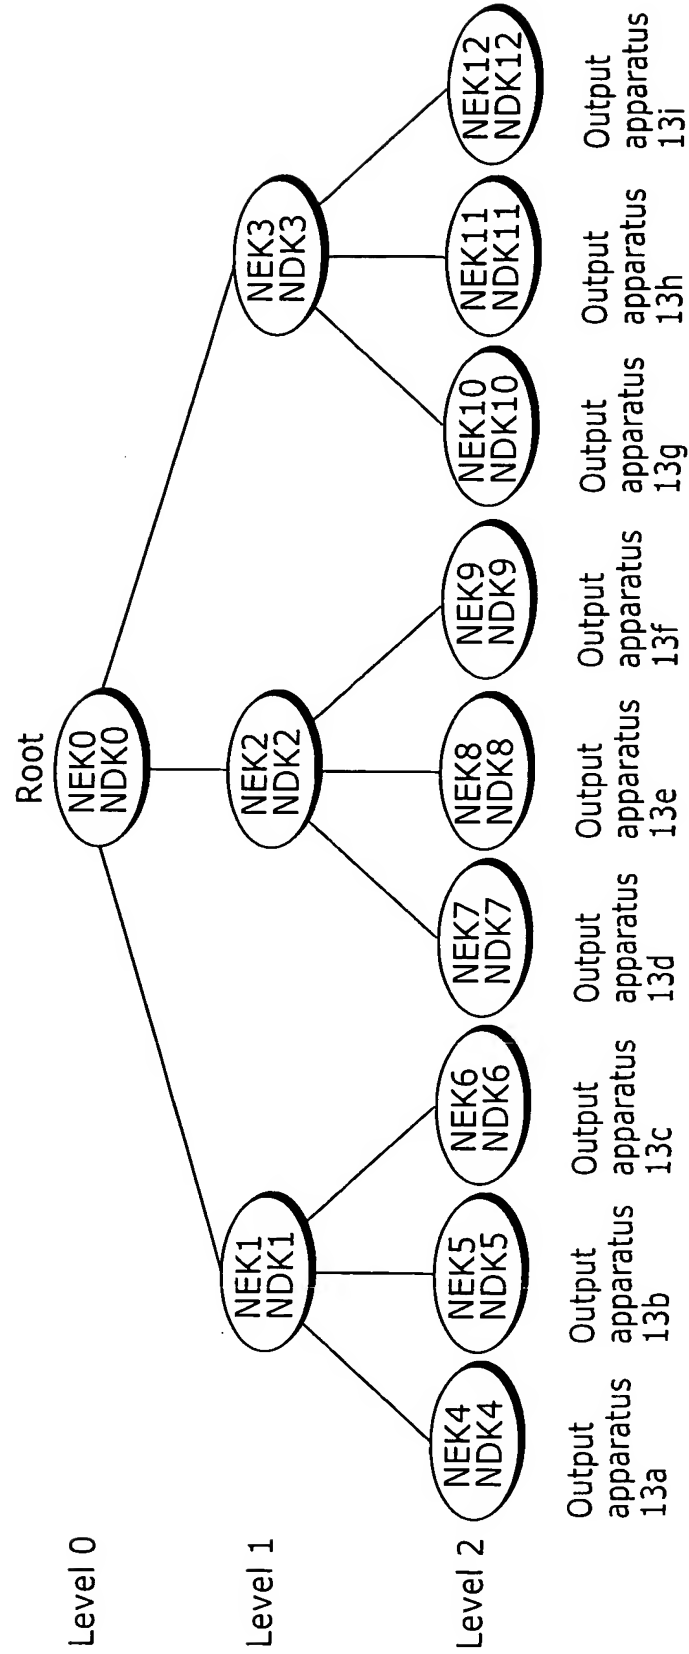 Root
Level 0
NEK0
NDK0
Level 1
NEK1
NDK1
NEK2
NDK2
NEK3
NDK3
Level 2
NEK4
NDK4
NEK5
NDK5
NEK6
NDK6
NEK7
NDK7
NEK8
NDK8
NEK9
NDK9
NEK10
NDK10
NEK11
NDK11
NEK12
NDK12
Output
apparatus
13a
Output
apparatus
13b
Output
apparatus
13c
Output
apparatus
13d
Output
apparatus
13e
Output
apparatus
13f
Output
apparatus
13g
Output
apparatus
13h
Output
apparatus
13i